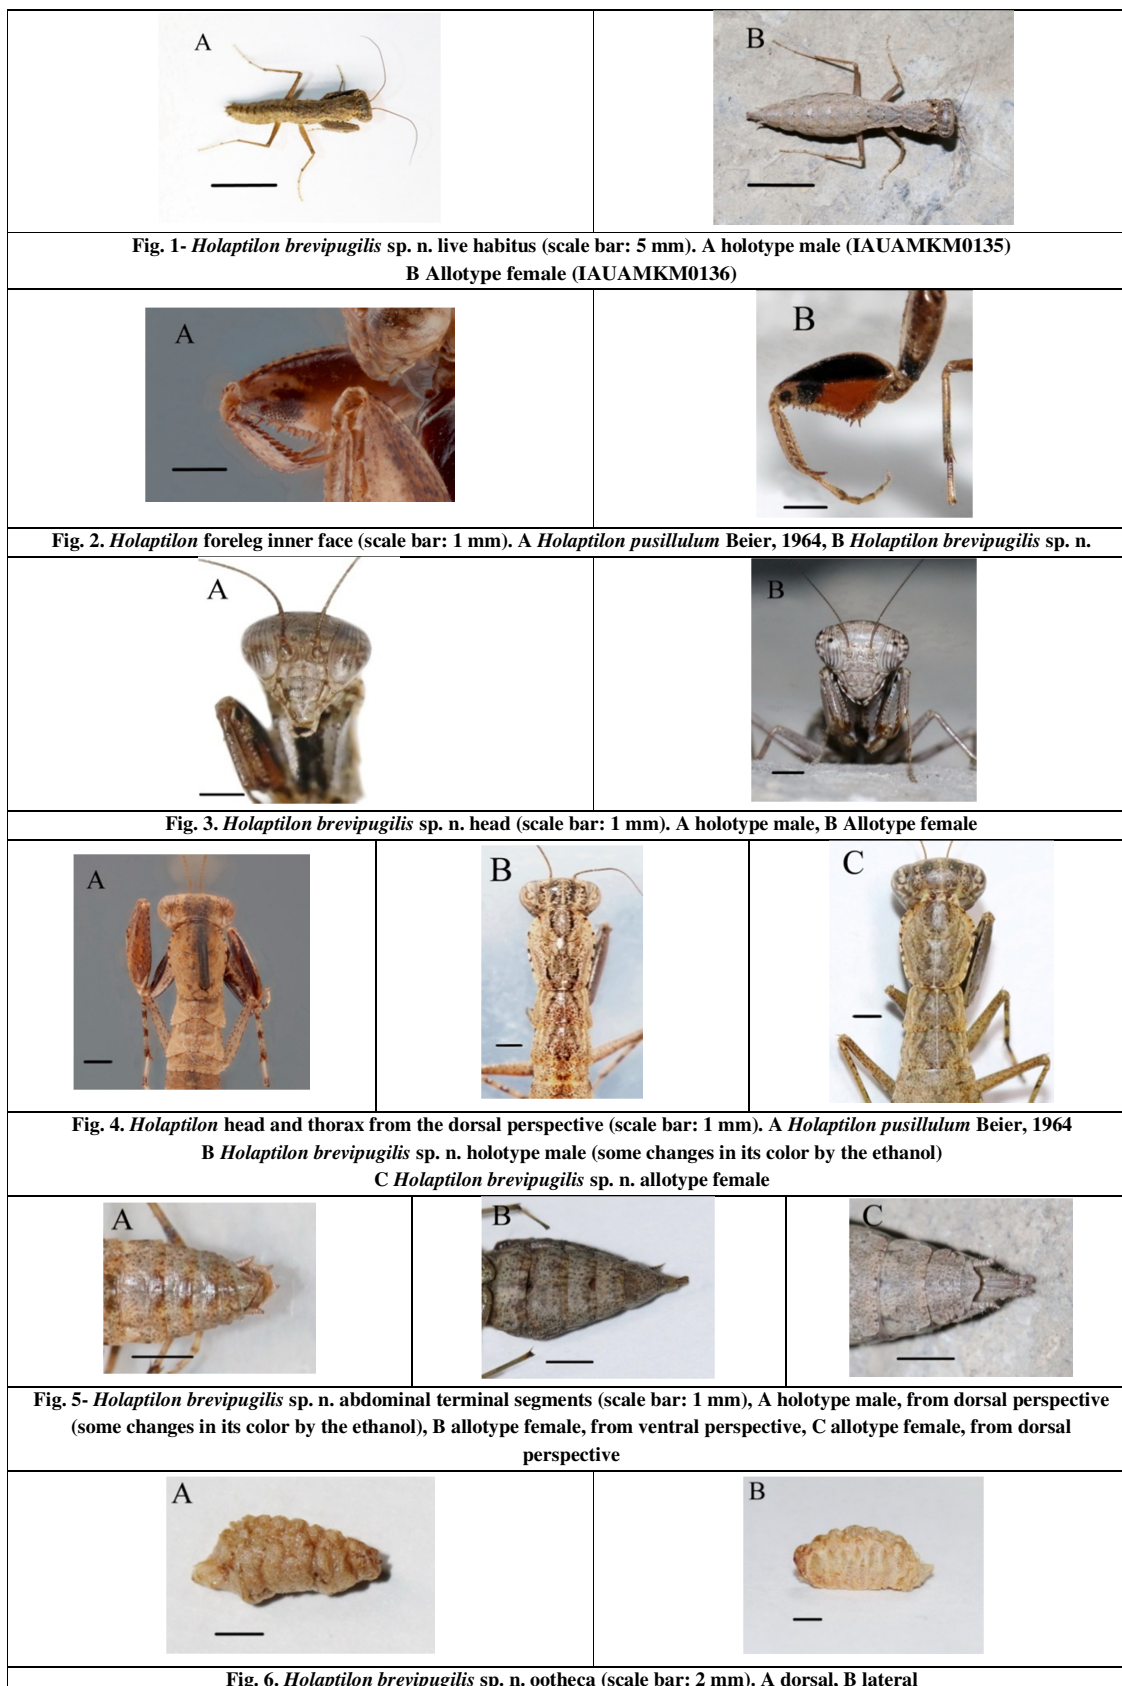 A
B
Fig. 1- Holaptilon brevipugilis sp. n. live habitus (scale bar: 5 mm). A holotype male (IAUAMKM0135)
B Allotype female (IAUAMKM0136)
A
B
Fig. 2. Holaptilon foreleg inner face (scale bar: 1 mm). A Holaptilon pusillulum Beier, 1964, B Holaptilon brevipugilis sp. n.
A
B
Fig. 3. Holaptilon brevipugilis sp. n. head (scale bar: 1 mm). A holotype male, B Allotype female
A
B
C
Fig. 4. Holaptilon head and thorax from the dorsal perspective (scale bar: 1 mm). A Holaptilon pusillulum Beier, 1964
B Holaptilon brevipugilis sp. n. holotype male (some changes in its color by the ethanol)
C Holaptilon brevipugilis sp. n. allotype female
A
B
C
Fig. 5- Holaptilon brevipugilis sp. n. abdominal terminal segments (scale bar: 1 mm), A holotype male, from dorsal perspective
(some changes in its color by the ethanol), B allotype female, from ventral perspective, C allotype female, from dorsal
perspective
A
B
Fig. 6. Holaptilon brevipugilis sp. n. ootheca (scale bar: 2 mm). A dorsal, B lateral